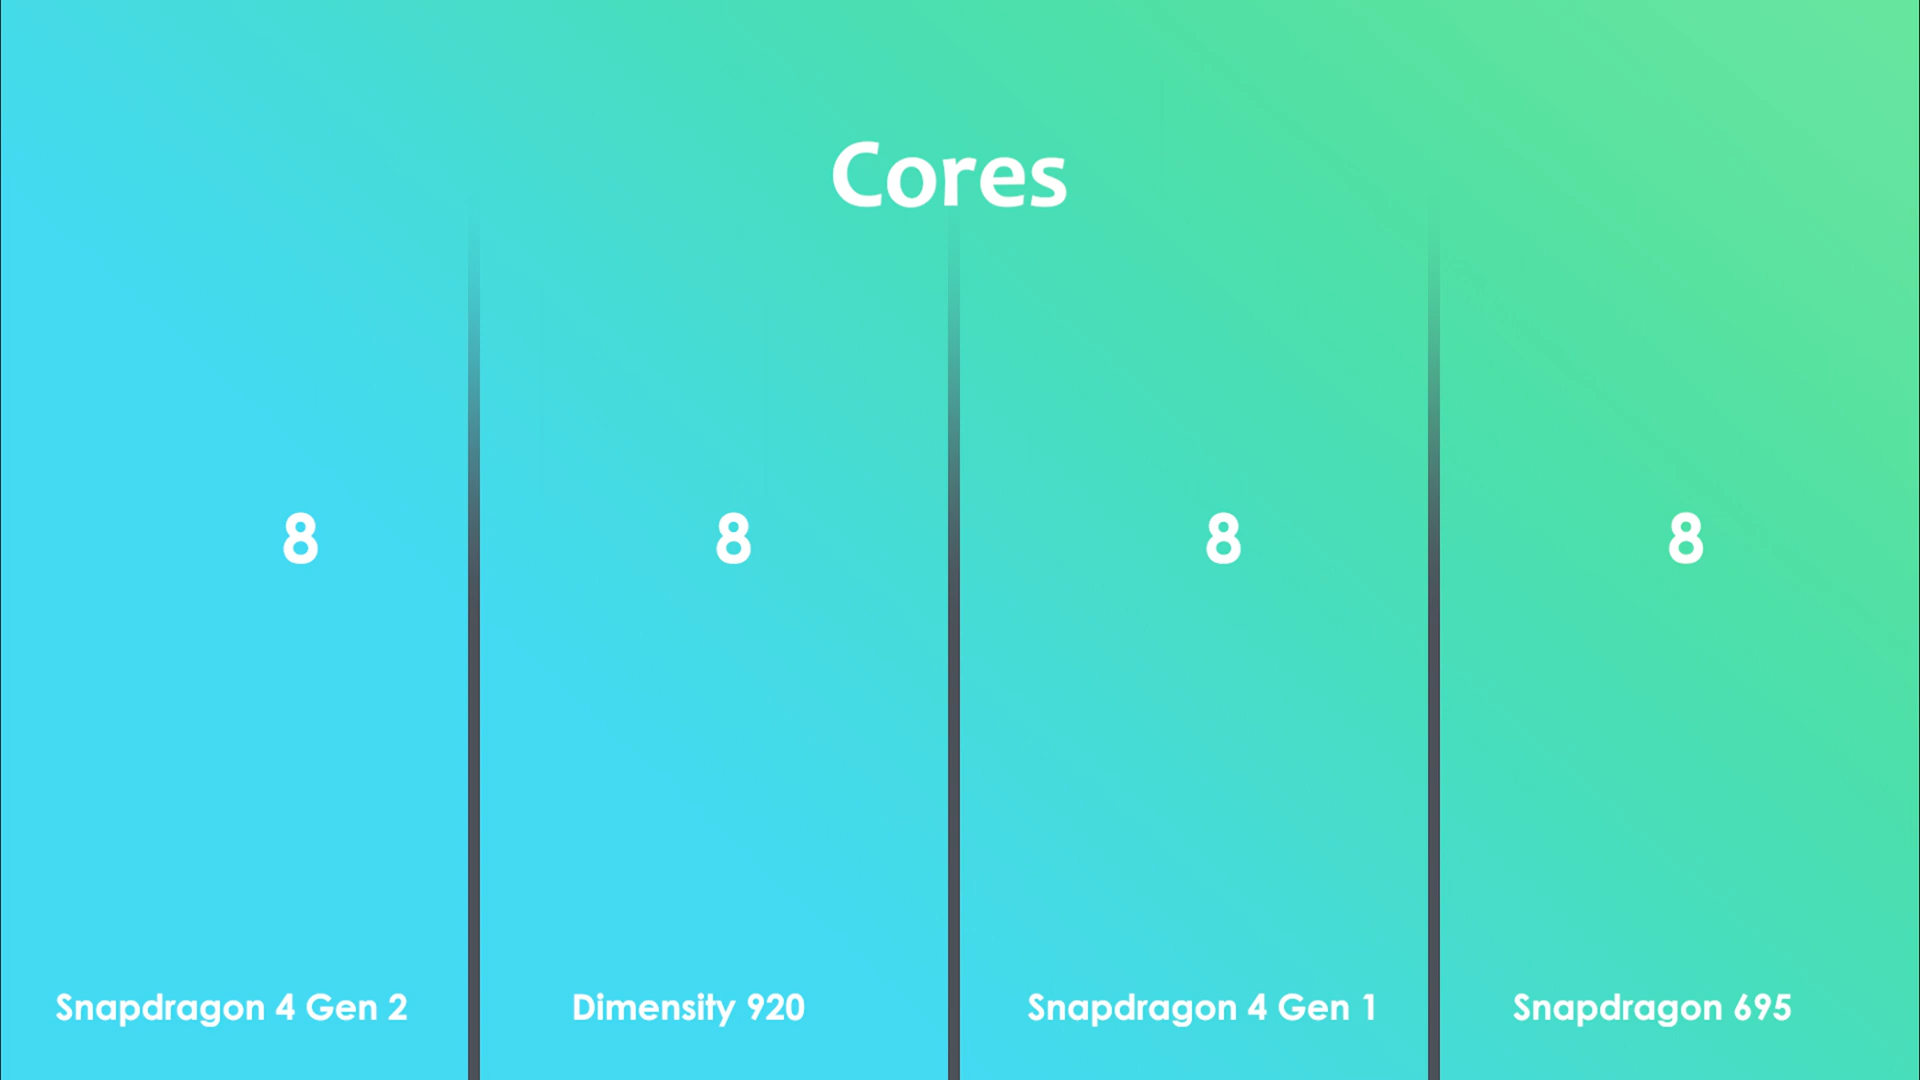 Cores
8
8
8
8
Snapdragon 4 Gen 2
Dimensity 920
Snapdragon 4 Gen 1
Snapdragon 695